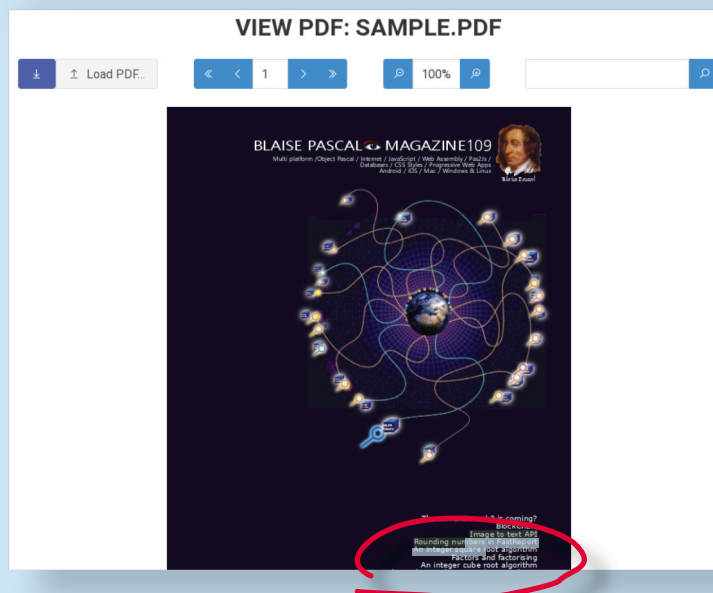 VIEW PDF: SAMPLE.PDF
Load PDF...
1
100%
BLAISE PASCAL MAGAZINE109
Multi platform /Object Pascal / Internet / JavaScript / Web Assembly / Pas2Js /
Databases / CSS Styles / Progressive Web Apps
Android / IOS / Mac / Windows & Linux
Blaise Pascal
is coming?
Image to text API
Rounding numbers in FastReport
An integer square root algorithm
Factors and factorising
An integer cube root algorithm